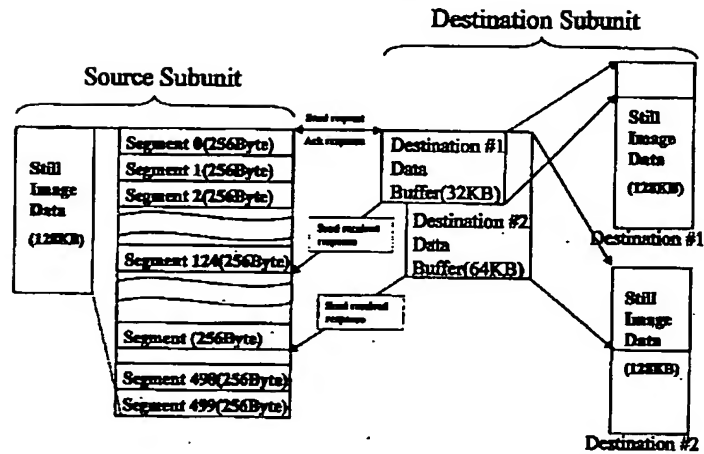 Destination Subunit
Source Subunit
Send request
Ack response
Still
Image
Data
(128KB)
Segment 0(256Byte)
Segment 1(256Byte)
Segment 2(256Byte)
Segment 124(256Byte)
Segment (256Byte)
Segment 498(256Byte)
Segment 499(256Byte)
Send received
response
Send received
response
Destination #1
Data
Buffer(32KB)
Destination #2
Data
Buffer(64KB)
Still
Image
Data
(128KB)
Destination #1
Still
Image
Data
(128KB)
Destination #2